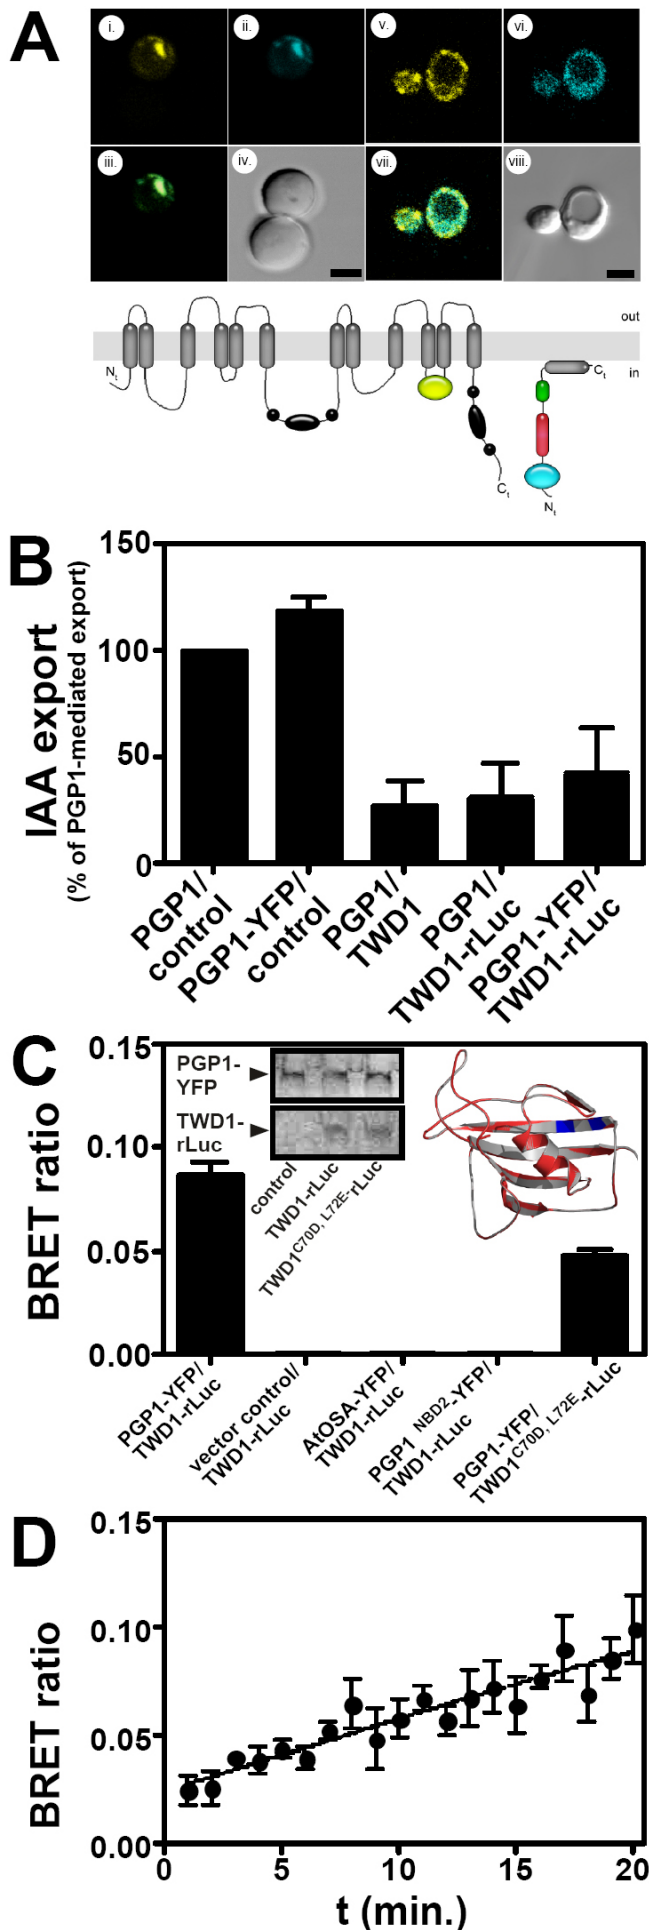 A
i.
ii.
v.
vi.
iii.
iv.
vii.
viii.
out
in
Nt
Ct
Ct
Nt
B
IAA export
(% of PGP1-mediated export)
150
100
50
0
PGP1/
control
PGP1-YFP/
control
PGP1/
TWD1
PGP1/
TWD1-rLuc
PGP1-YFP/
TWD1-rLuc
C
BRET ratio
0.15
0.10
0.05
0.00
PGP1-
YFP
TWD1-
rLuc
control
TWD1-rLuc
TWD1C70D, L72E-rLuc
PGP1-YFP/
TWD1-rLuc
vector control/
TWD1-rLuc
AtOSA-YFP/
TWD1-rLuc
PGP1 NBD2-YFP/
TWD1-rLuc
PGP1-YFP/
TWD1C70D, L72E-rLuc
D
BRET ratio
0.15
0.10
0.05
0.00
0
5
10
15
20
t (min.)